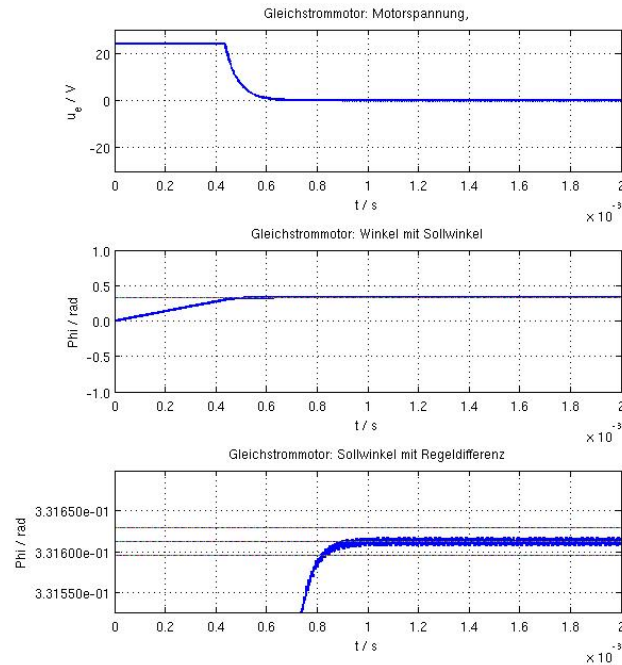 Gleichstrommotor: Motorspannung,
u_e / V
20
0
-20
0 0.2 0.4 0.6 0.8 1 1.2 1.4 1.6 1.8 2
t / s
x 10^-3
Gleichstrommotor: Winkel mit Sollwinkel
Phi / rad
1.0
0.5
0.0
-0.5
-1.0
0 0.2 0.4 0.6 0.8 1 1.2 1.4 1.6 1.8 2
t / s
x 10^-3
Gleichstrommotor: Sollwinkel mit Regeldifferenz
Phi / rad
3.31650e-01
3.31600e-01
3.31550e-01
0 0.2 0.4 0.6 0.8 1 1.2 1.4 1.6 1.8 2
t / s
x 10^-3